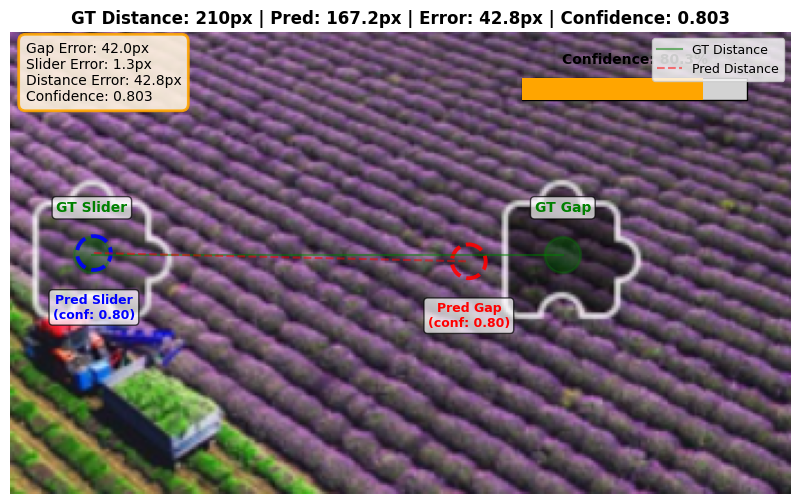 GT Distance: 210px | Pred: 167.2px | Error: 42.8px | Confidence: 0.803
Gap Error: 42.0px
Slider Error: 1.3px
Distance Error: 42.8px
Confidence: 0.803
Confidence: 80.3%
GT Distance
Pred Distance
GT Slider
GT Gap
Pred Slider
(conf: 0.80)
Pred Gap
(conf: 0.80)